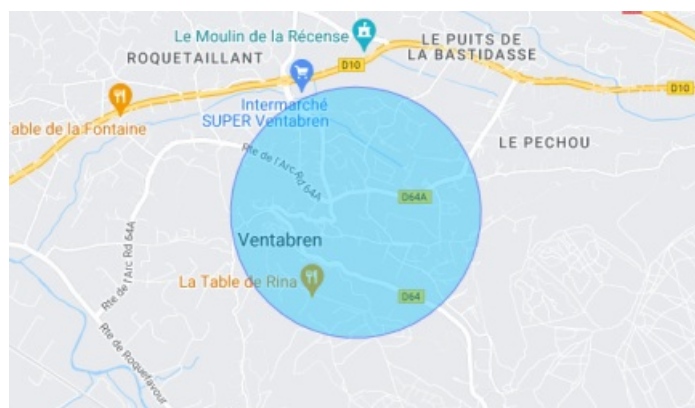 Le Moulin de la Récense
LE PUITS DE
LA BASTIDASSE
ROQUETAILLANT
D10
D10
Intermarché
SUPER Ventabren
able de la Fontaine
LE PECHOU
Rte de l'Arc Rd 64A
D64A
Ventabren
Rte de l'Arc Rd 64A
La Table de Rina
D64
Rte de Roquefavour